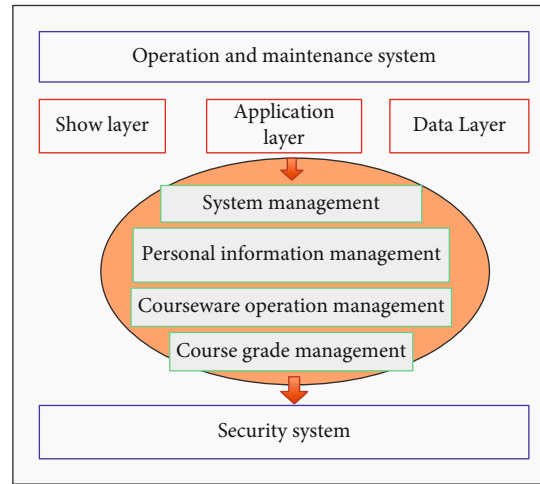 Operation and maintenance system
Show layer
Application
layer
Data Layer
System management
Personal information management
Courseware operation management
Course grade management
Security system